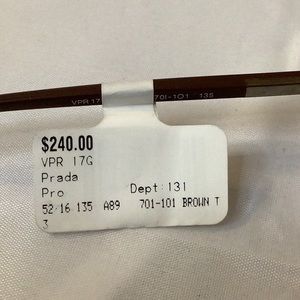 VPR 17 701-101 135
$240.00
VPR 17G
Prada
Pro Dept: 131
52 16 135 A89 701-101 BROWN T
3